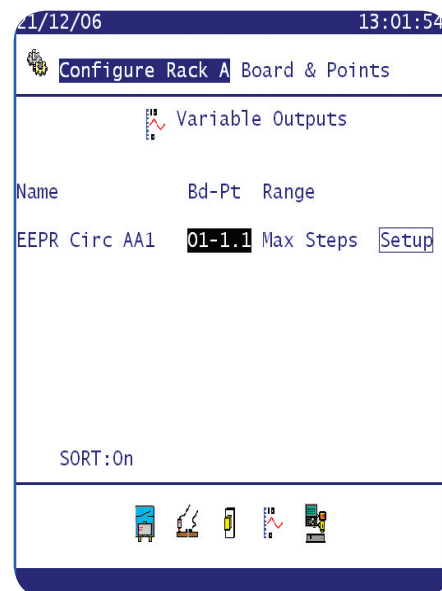 21/12/06 13:01:54
Configure Rack A Board & Points
Variable Outputs
Name Bd-Pt Range
EEPR Circ AA1 01-1.1 Max Steps Setup
SORT:On